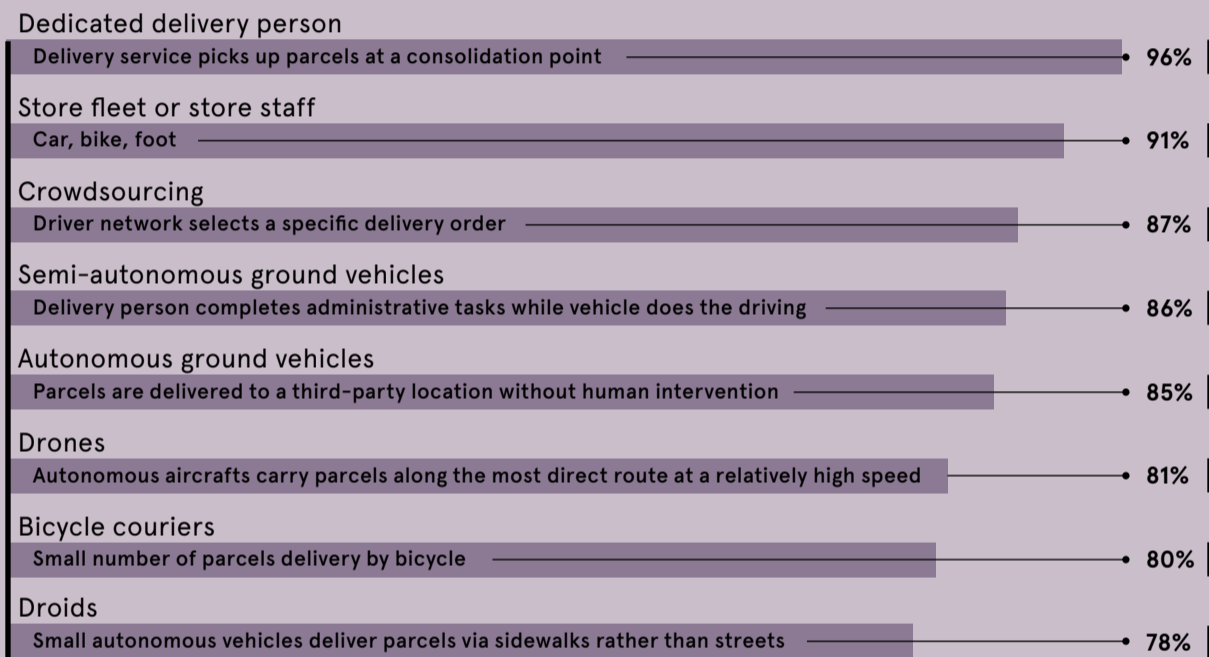 Dedicated delivery person
Delivery service picks up parcels at a consolidation point 96%
Store fleet or store staff
Car, bike, foot 91%
Crowdsourcing
Driver network selects a specific delivery order 87%
Semi-autonomous ground vehicles
Delivery person completes administrative tasks while vehicle does the driving 86%
Autonomous ground vehicles
Parcels are delivered to a third-party location without human intervention 85%
Drones
Autonomous aircrafts carry parcels along the most direct route at a relatively high speed 81%
Bicycle couriers
Small number of parcels delivery by bicycle 80%
Droids
Small autonomous vehicles deliver parcels via sidewalks rather than streets 78%